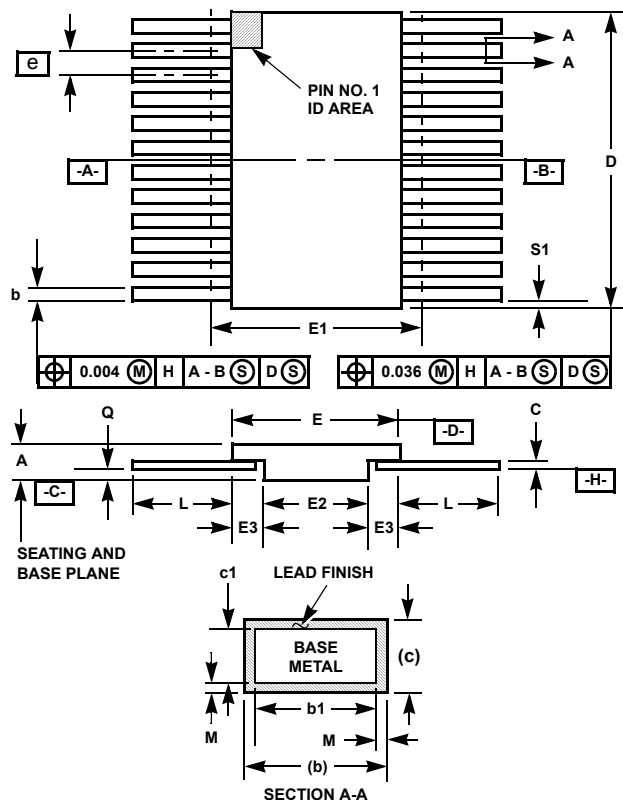 A
e
A
PIN NO. 1
ID AREA
D
-A-
-B-
S1
b
E1
0.004 M H A - B S D S
0.036 M H A - B S D S
Q
E
C
-D-
A
-C-
-H-
L
E2
L
E3
E3
SEATING AND
BASE PLANE
c1
LEAD FINISH
BASE
METAL
(c)
b1
M
M
(b)
SECTION A-A